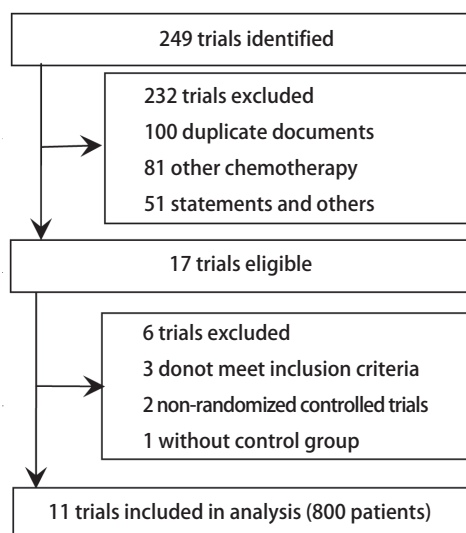 249 trials identified
232 trials excluded
100 duplicate documents
81 other chemotherapy
51 statements and others
17 trials eligible
6 trials excluded
3 donot meet inclusion criteria
2 non-randomized controlled trials
1 without control group
11 trials included in analysis (800 patients)